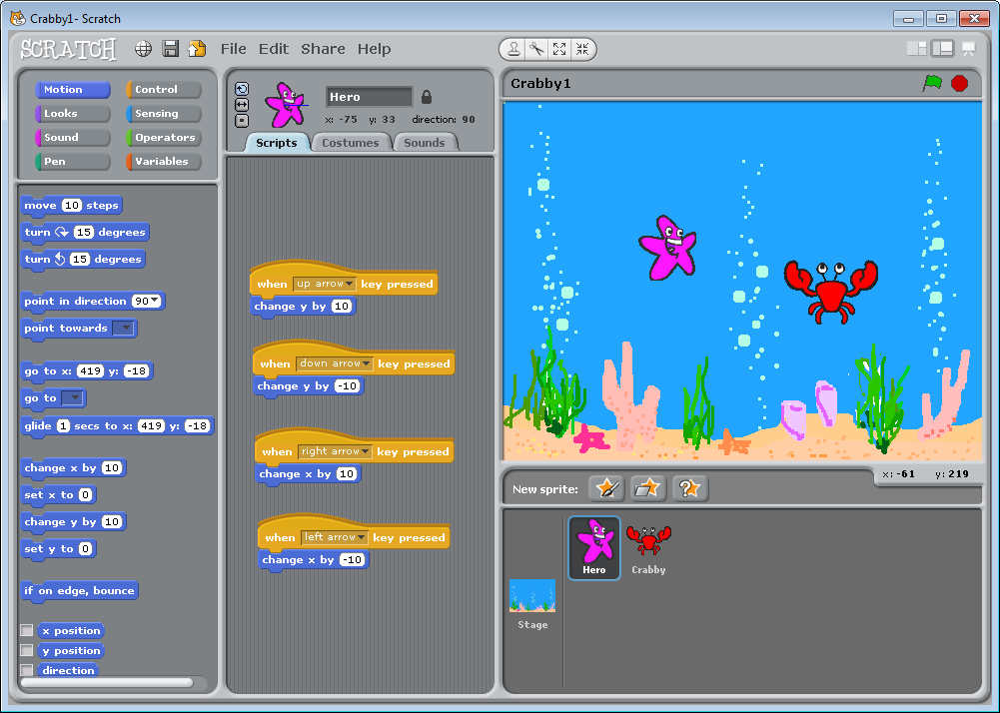 Crabby1- Scratch
SCRATCH File Edit Share Help
Motion Control
Looks Sensing
Sound Operators
Pen Variables
move 10 steps
turn 15 degrees
turn 15 degrees
point in direction 90
point towards
go to x: 419 y: -18
go to
glide 1 secs to x: 419 y: -18
change x by 10
set x to 0
change y by 10
set y to 0
if on edge, bounce
x position
y position
direction
Hero
x: -75 y: 33 direction: 90
Scripts Costumes Sounds
when up arrow key pressed
change y by 10
when down arrow key pressed
change y by -10
when right arrow key pressed
change x by 10
when left arrow key pressed
change x by -10
Crabby1
x: -61 y: 219
New sprite:
Hero Crabby
Stage